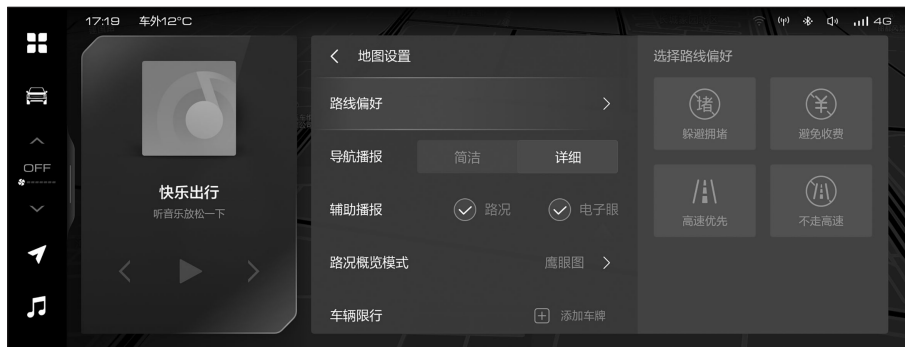 17:19 车外12°C
4G
OFF
快乐出行
听音乐放松一下
地图设置
路线偏好
导航播报 简洁 详细
辅助播报 路况 电子眼
路况概览模式 鹰眼图
车辆限行 添加车牌
选择路线偏好
堵
躲避拥堵
避免收费
高速优先
不走高速